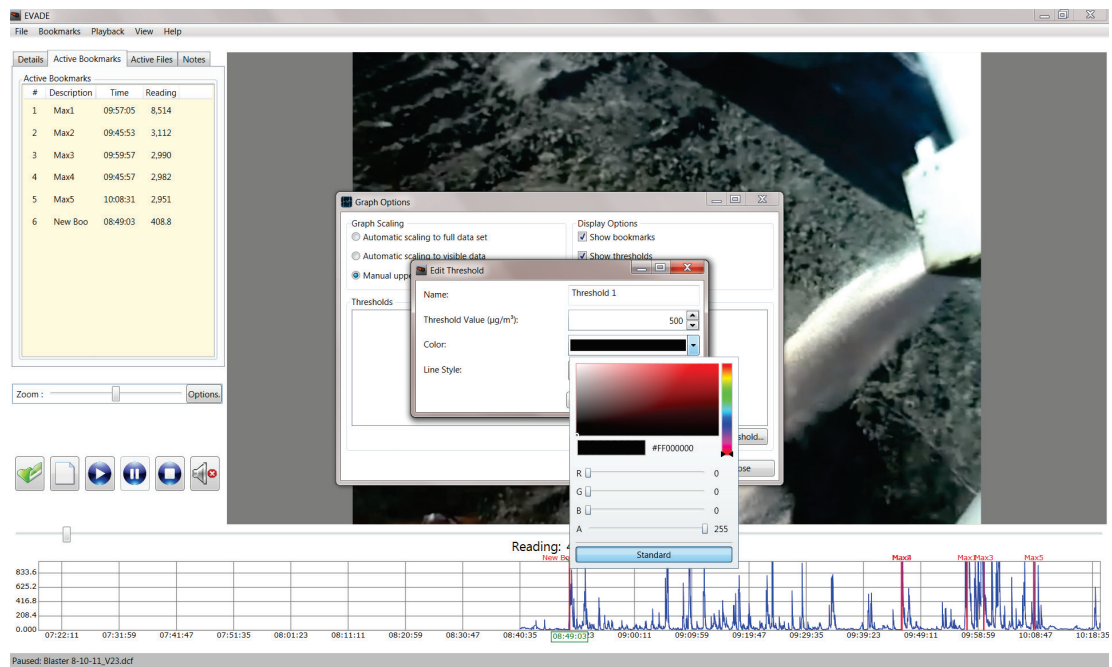 EVADE
File Bookmarks Playback View Help
Details Active Bookmarks Active Files Notes
Active Bookmarks
# Description Time Reading
1 Max1 09:57:05 8,514
2 Max2 09:45:53 3,112
3 Max3 09:59:57 2,990
4 Max4 09:45:57 2,982
5 Max5 10:08:31 2,951
6 New Boo 08:49:03 408.8
Zoom : Options.
Graph Options
Graph Scaling Display Options
Automatic scaling to full data set Show bookmarks
Automatic scaling to visible data Show thresholds
Manual uppe
Thresholds
Edit Threshold
Name: Threshold 1
Threshold Value (µg/m³): 500
Color:
Line Style:
#FF000000
R 0
G 0
B 0
A 255
Standard
shold...
ose
Reading: 4
New Bo Max1 Max3 Max5
833.6
625.2
416.8
208.4
0.000
07:22:11 07:31:59 07:41:47 07:51:35 08:01:23 08:11:11 08:20:59 08:30:47 08:40:35 08:49:03 09:00:11 09:09:59 09:19:47 09:29:35 09:39:23 09:49:11 09:58:59 10:08:47 10:18:35
Paused: Blaster 8-10-11_V23.dcf